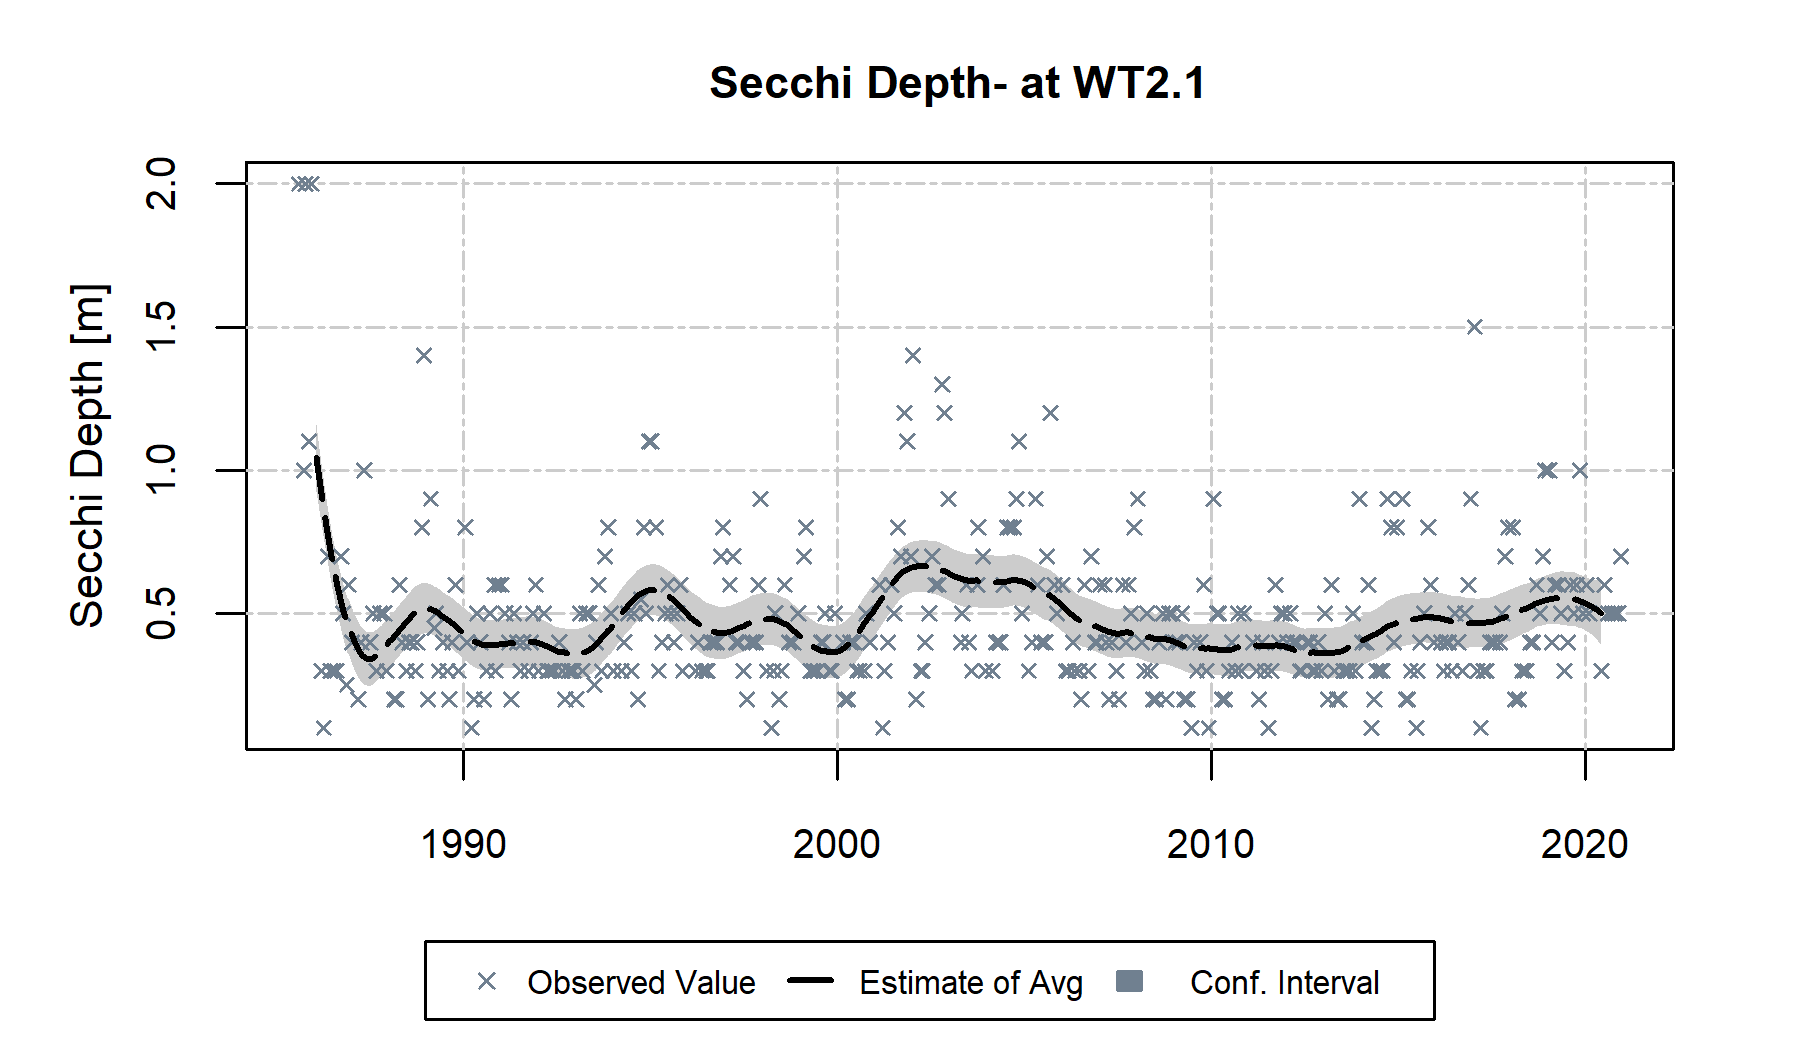 Secchi Depth- at WT2.1
Secchi Depth [m]
2.0
1.5
1.0
0.5
1990 2000 2010 2020
Observed Value Estimate of Avg Conf. Interval